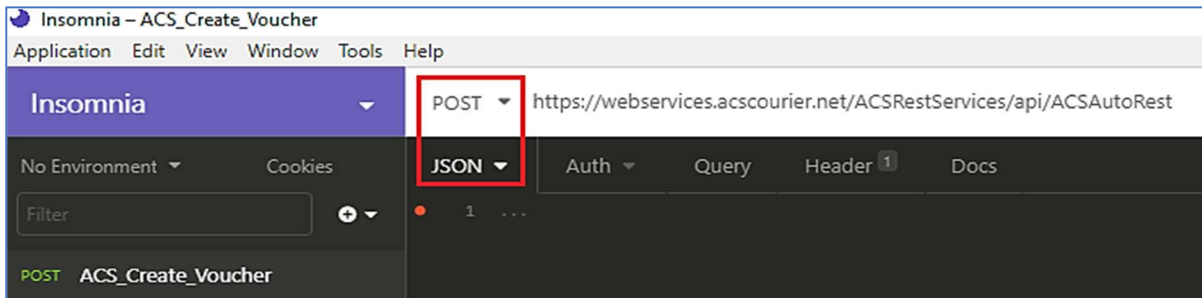 Insomnia – ACS_Create_Voucher
Application Edit View Window Tools Help
Insomnia POST https://webservices.acscourier.net/ACSRestServices/api/ACSAutoRest
No Environment Cookies JSON Auth Query Header 1 Docs
Filter 1 ...
POST ACS_Create_Voucher